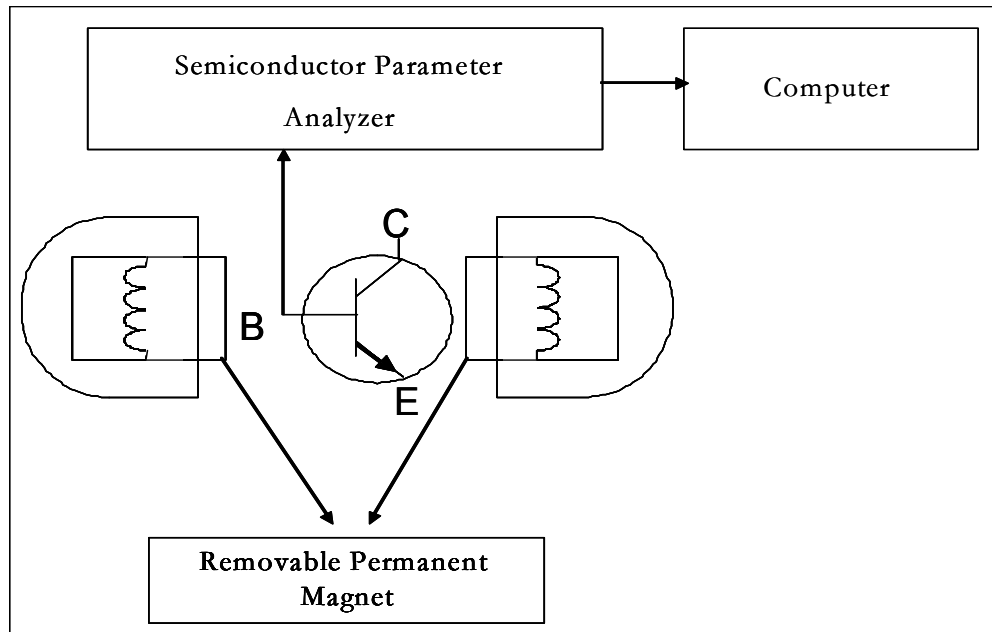 Semiconductor Parameter
Analyzer
Computer
C
B
E
Removable Permanent
Magnet